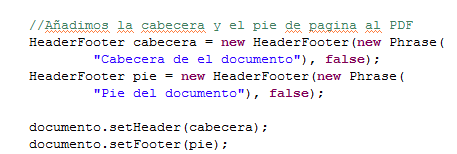 //Añadimos la cabecera y el pie de pagina al PDF
HeaderFooter cabecera = new HeaderFooter(new Phrase(
"Cabecera de el documento"), false);
HeaderFooter pie = new HeaderFooter(new Phrase(
"Pie del documento"), false);
documento.setHeader(cabecera);
documento.setFooter(pie);